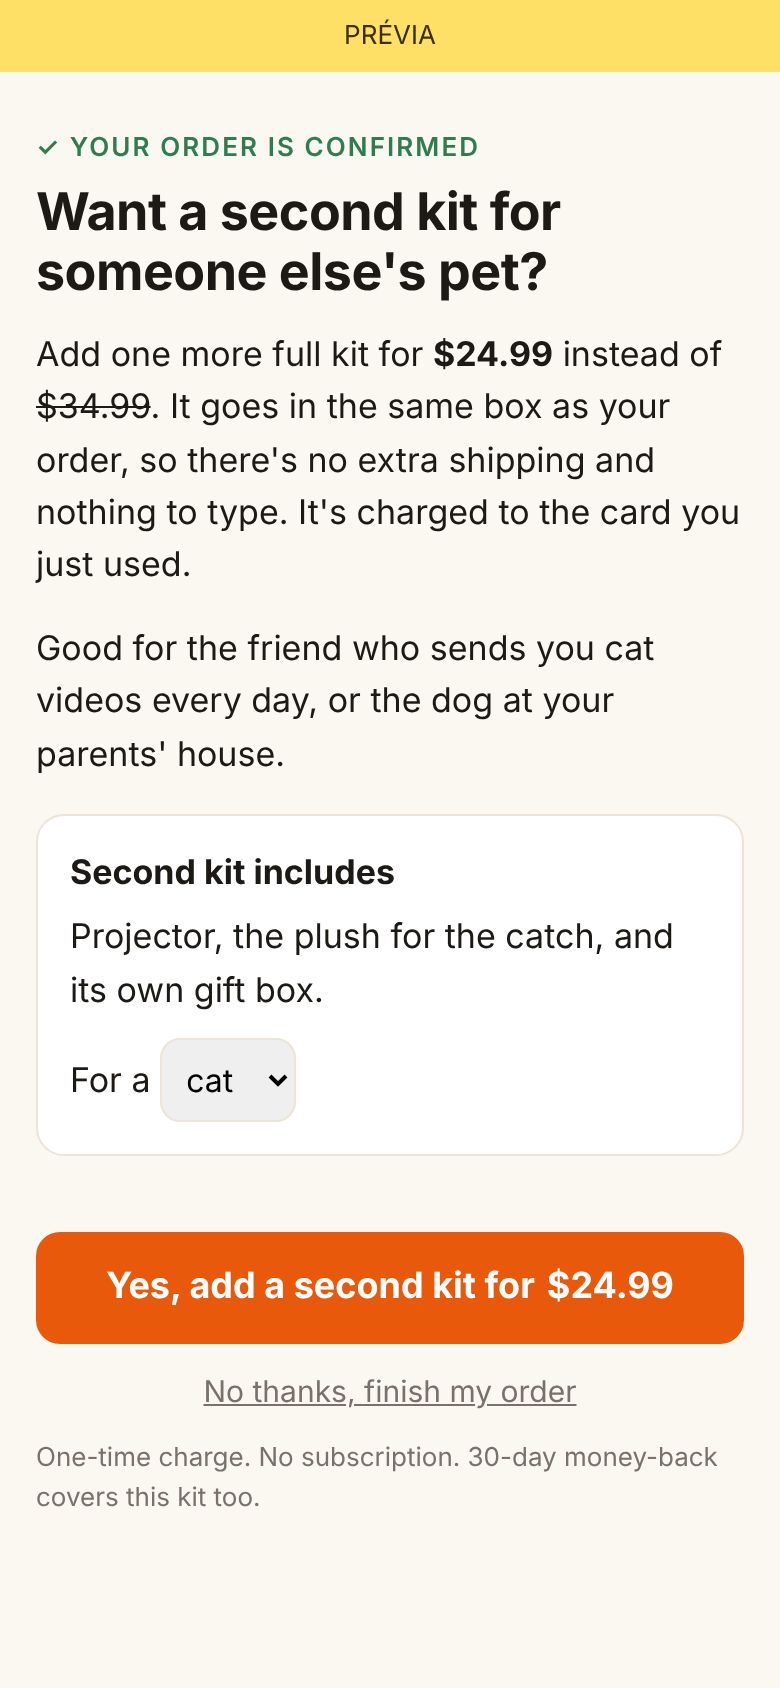 PRÉVIA
✓ YOUR ORDER IS CONFIRMED
Want a second kit for
someone else's pet?
Add one more full kit for $24.99 instead of
$34.99. It goes in the same box as your
order, so there's no extra shipping and
nothing to type. It's charged to the card you
just used.
Good for the friend who sends you cat
videos every day, or the dog at your
parents' house.
Second kit includes
Projector, the plush for the catch, and
its own gift box.
For a cat
Yes, add a second kit for $24.99
No thanks, finish my order
One-time charge. No subscription. 30-day money-back
covers this kit too.